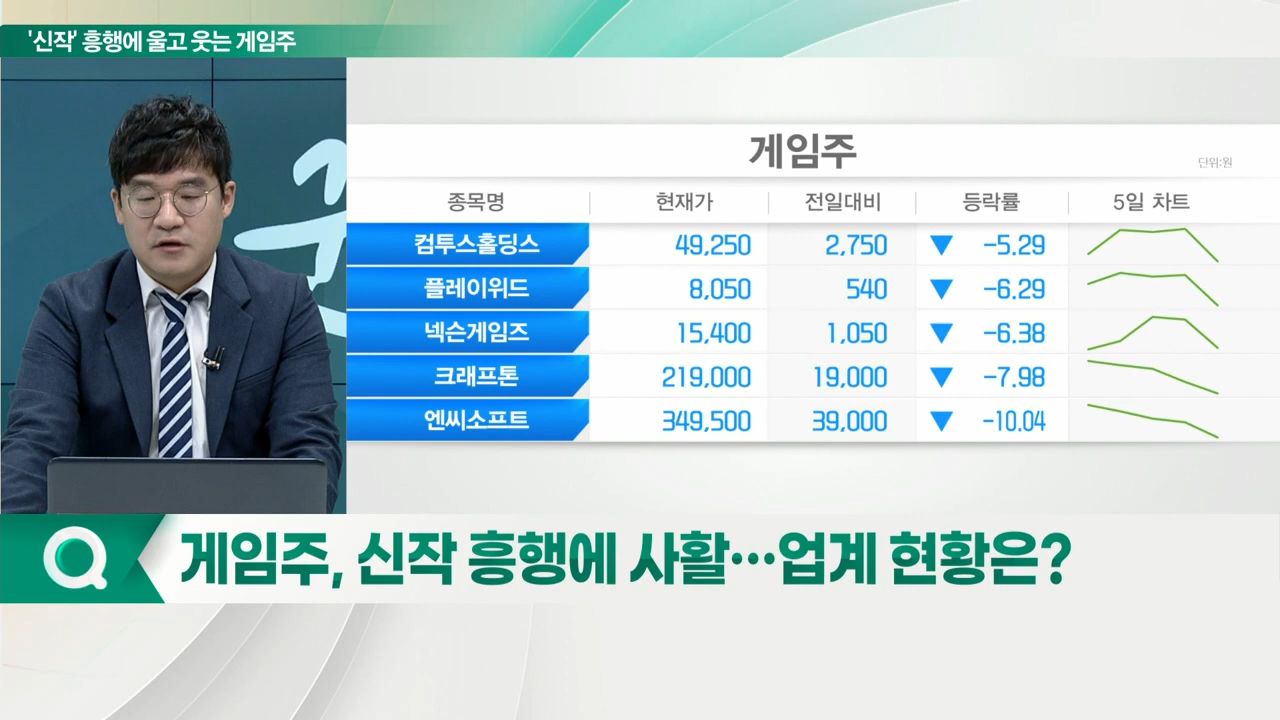 '신작' 흥행에 울고 웃는 게임주
게임주
단위:원
종목명 현재가 전일대비 등락률 5일 차트
컴투스홀딩스 49,250 2,750 ▼ -5.29
플레이위드 8,050 540 ▼ -6.29
넥슨게임즈 15,400 1,050 ▼ -6.38
크래프톤 219,000 19,000 ▼ -7.98
엔씨소프트 349,500 39,000 ▼ -10.04
Q 게임주, 신작 흥행에 사활…업계 현황은?